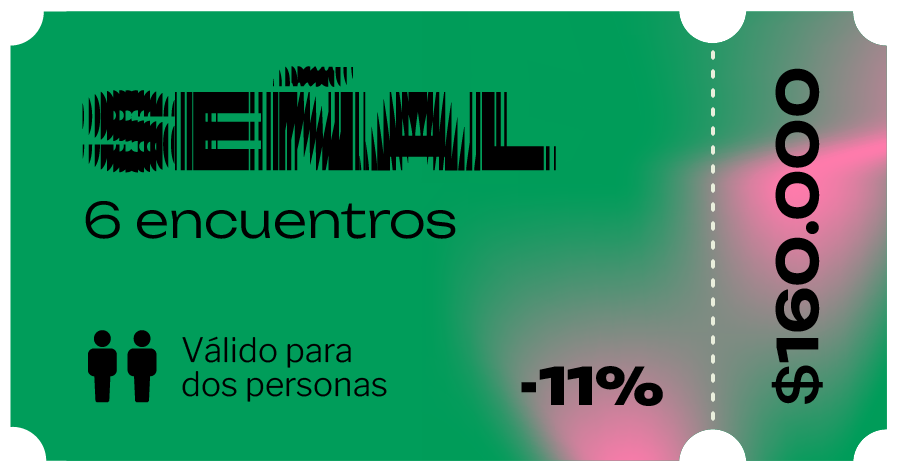 SEÑAL
6 encuentros
Válido para
dos personas
-11%
$160.000